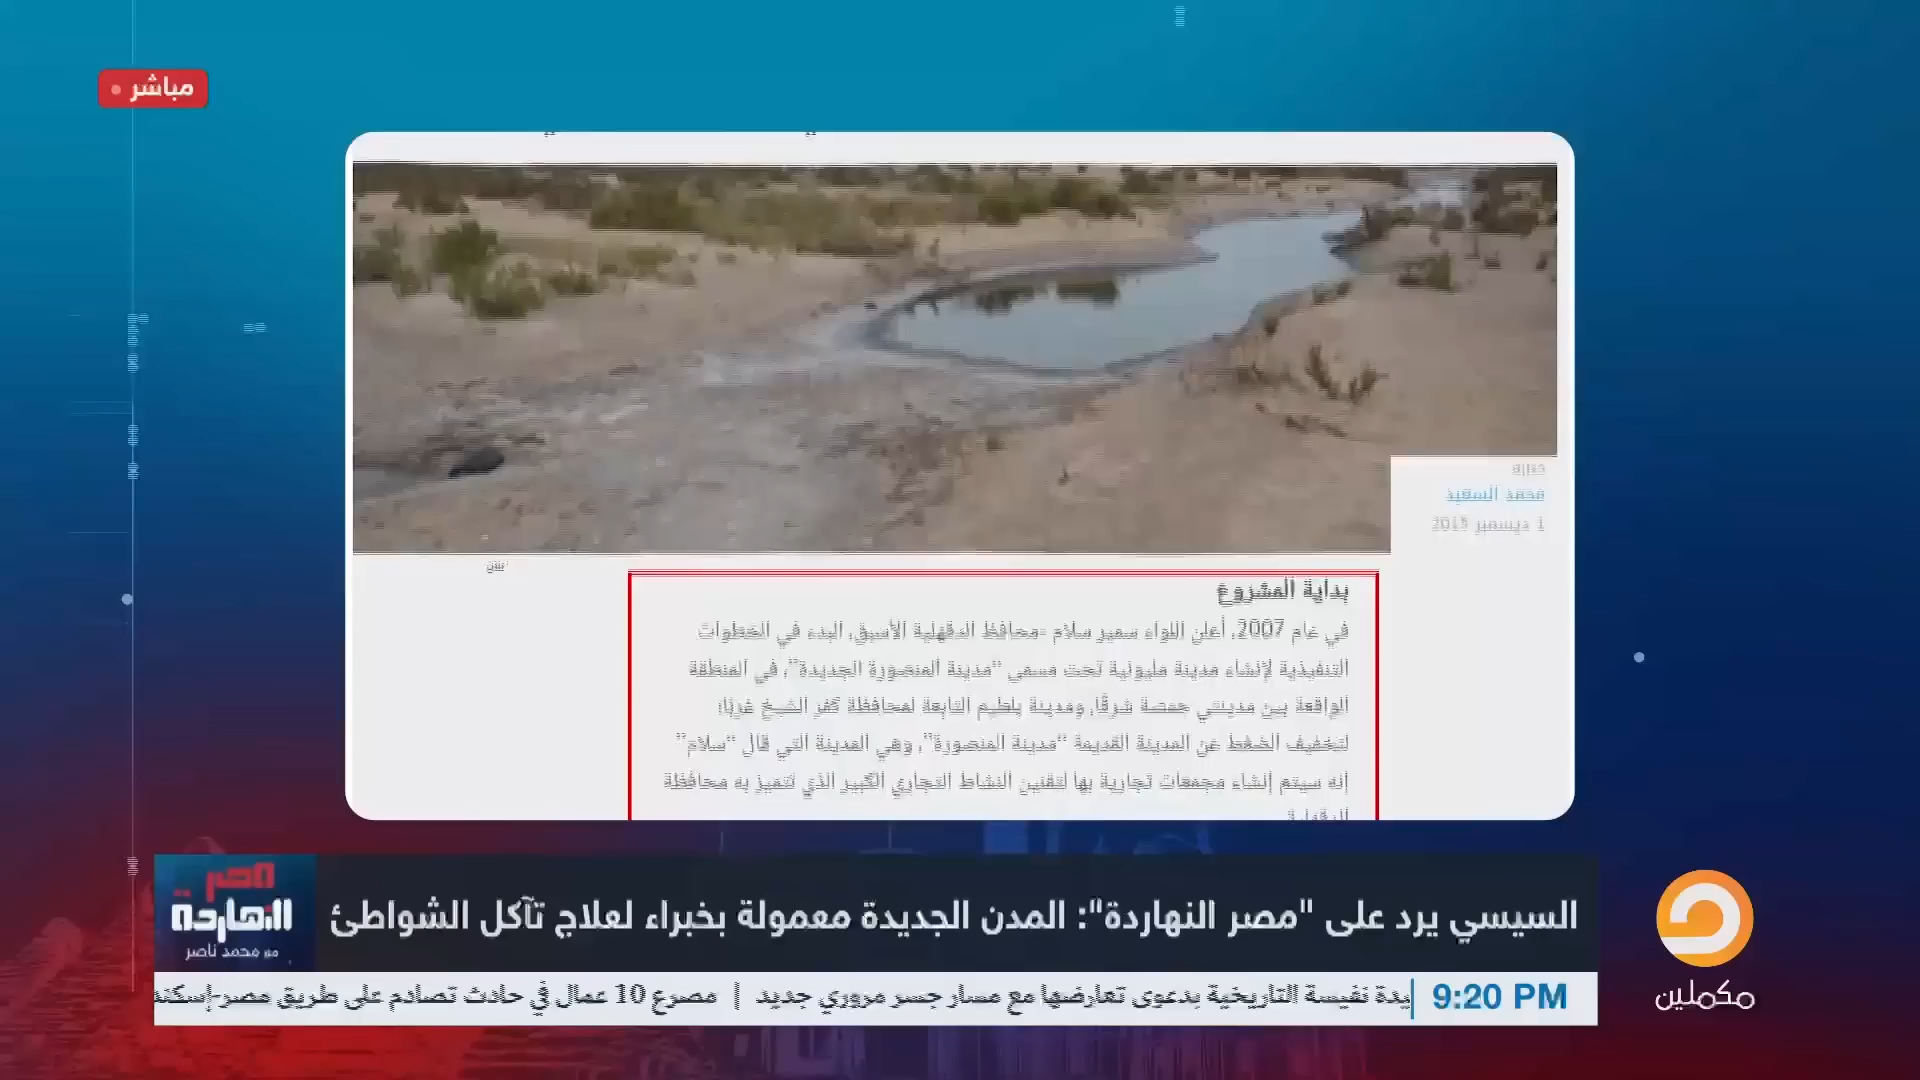 مباشر
كتابة
محمد السعيد
1 ديسمبر 2015
إعلان
بداية المشروع
في عام 2007، أعلن اللواء سمير سلام -محافظ الدقهلية الأسبق، البدء في الخطوات
التنفيذية لإنشاء مدينة مليونية تحت مسمى "مدينة المنصورة الجديدة"، في المنطقة
الواقعة بين مدينتي جمصة شرقًا، ومدينة بلطيم التابعة لمحافظة كفر الشيخ غربًا؛
لتخفيف الضغط عن المدينة القديمة "مدينة المنصورة"، وهي المدينة التي قال "سلام"
إنه سيتم إنشاء مجمعات تجارية بها لتقنين النشاط التجاري الكبير الذي تتميز به محافظة
الدقهلية
مصر النهاردة
مع محمد ناصر
السيسي يرد على "مصر النهاردة": المدن الجديدة معمولة بخبراء لعلاج تآكل الشواطئ
9:20 PM
يدة نفيسة التاريخية بدعوى تعارضها مع مسار جسر مروري جديد | مصرع 10 عمال في حادث تصادم على طريق مصر-إسكند
مكملين